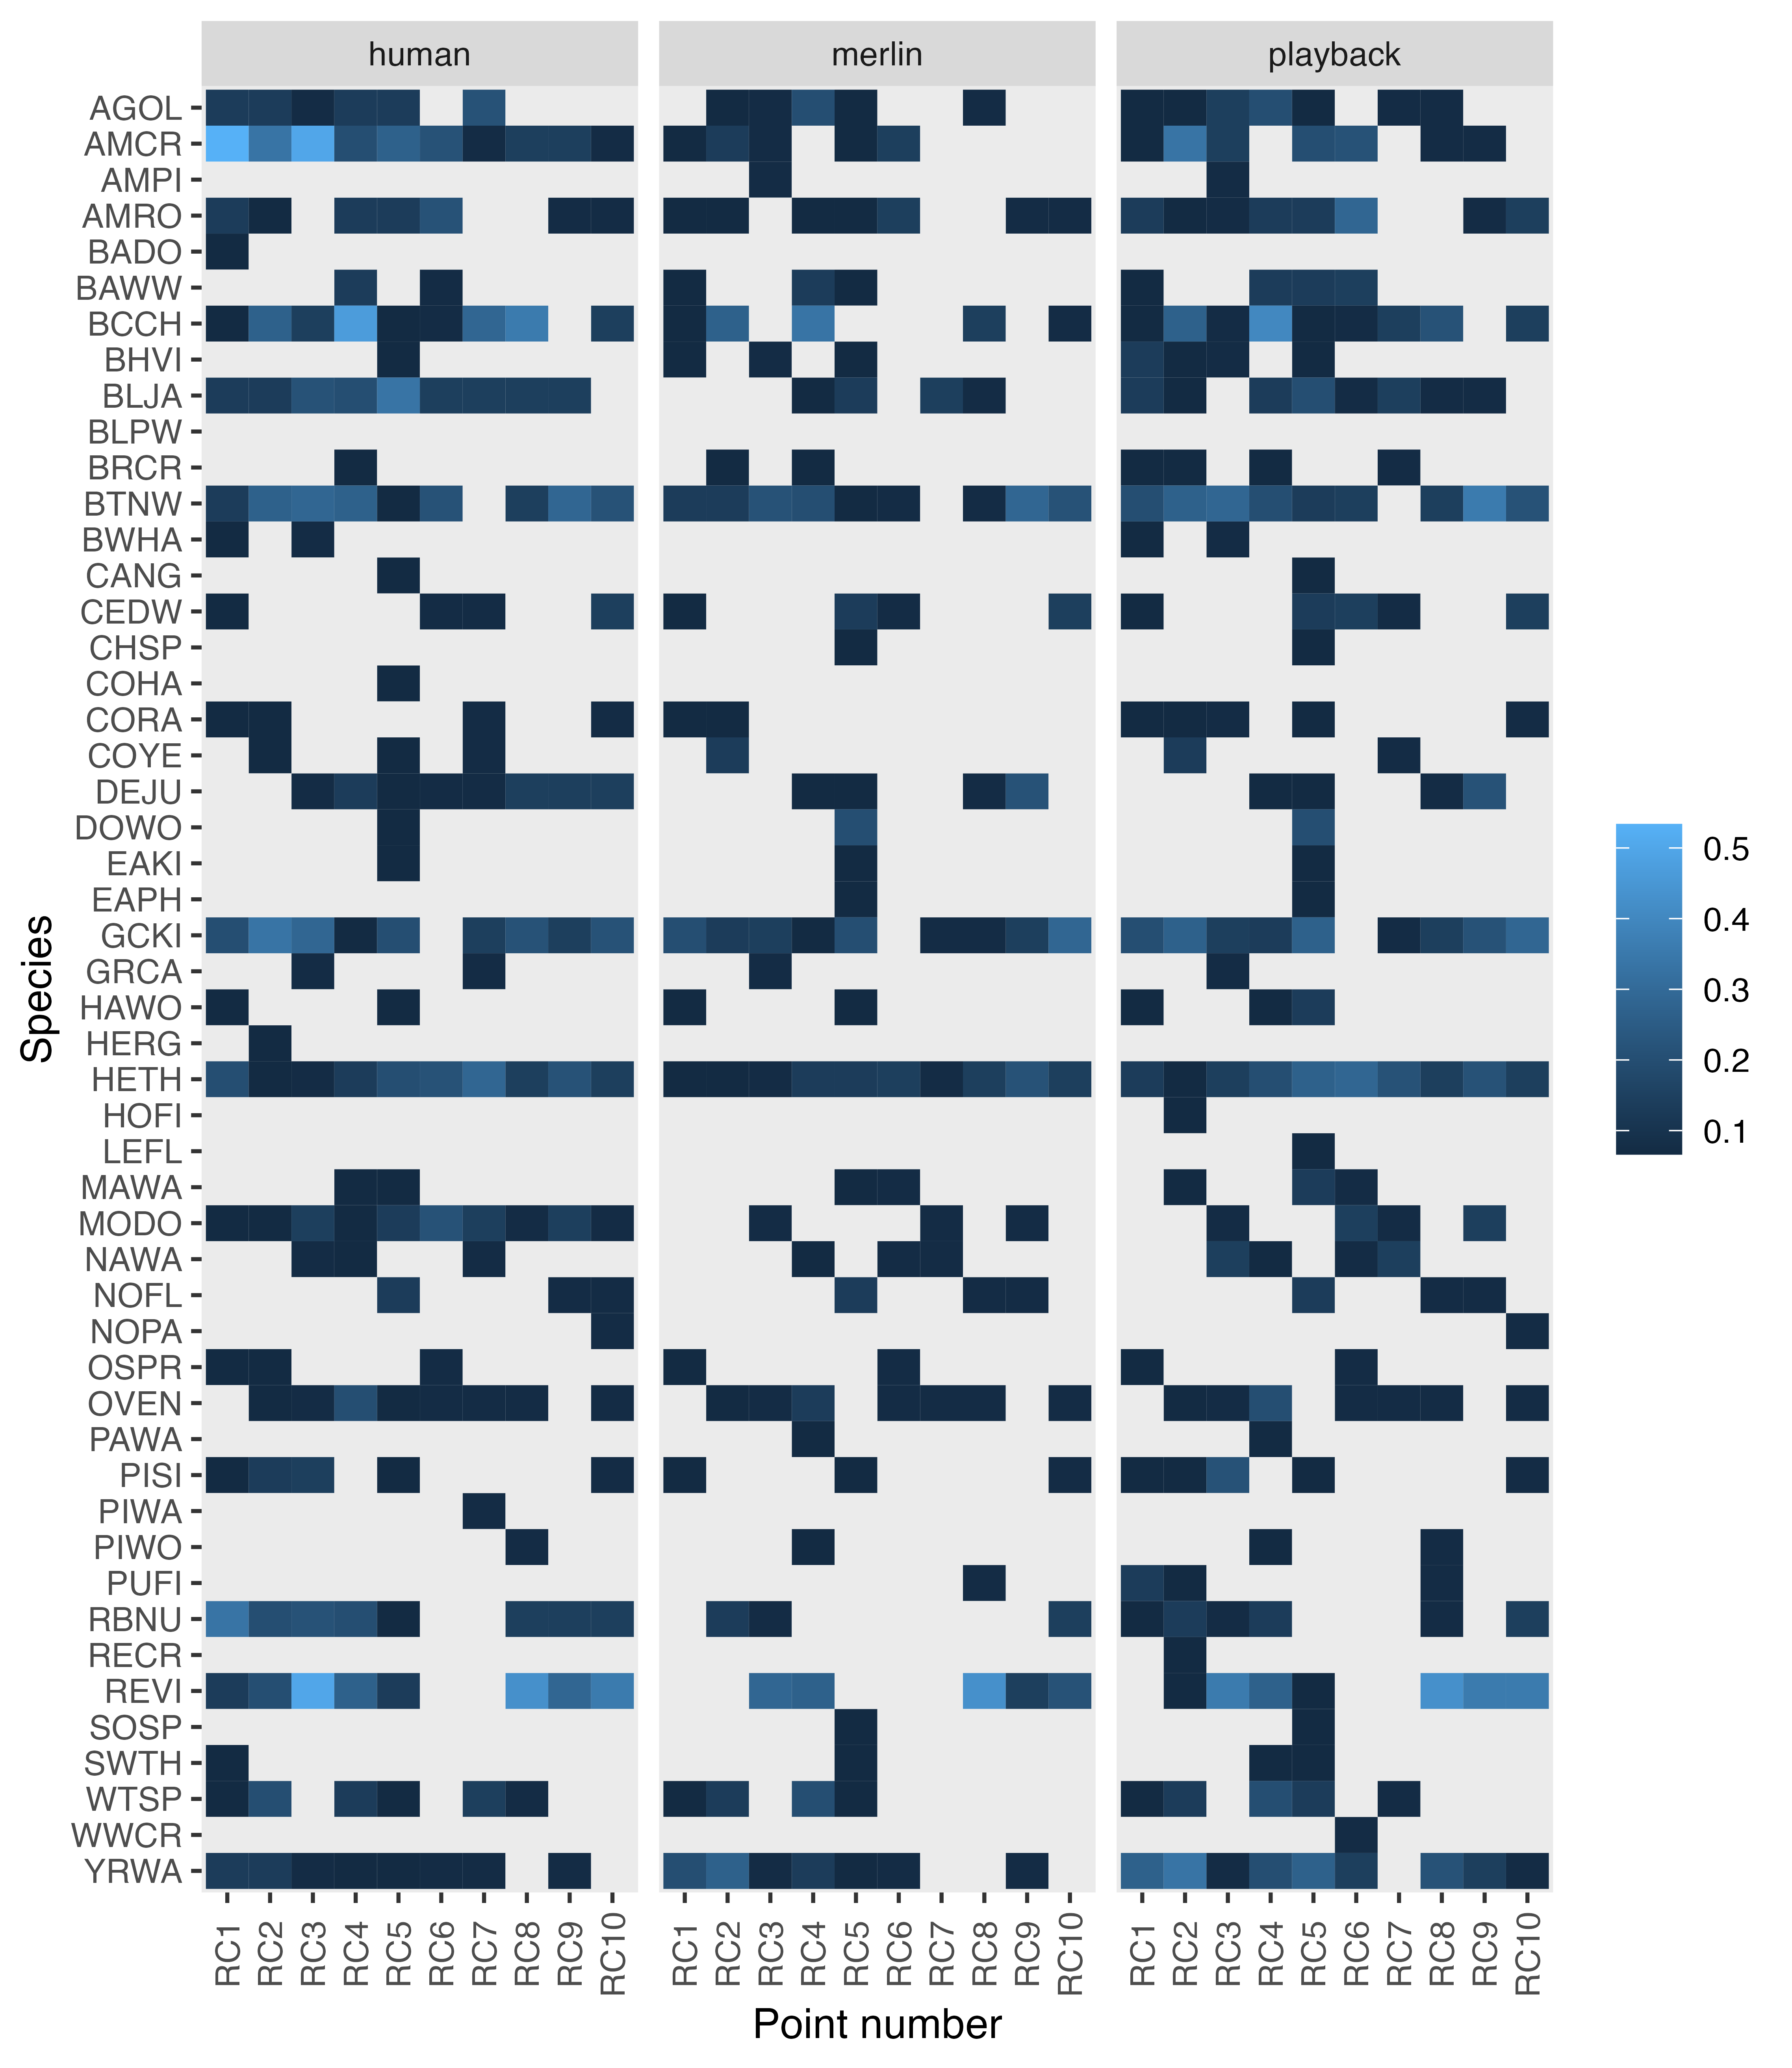 human
merlin
playback
AGOL
AMCR
AMPI
AMRO
BADO
BAWW
BCCH
BHVI
BLJA
BLPW
BRCR
BTNW
BWHA
CANG
CEDW
CHSP
COHA
CORA
COYE
DEJU
DOWO
EAKI
EAPH
GCKI
GRCA
HAWO
HERG
HETH
HOFI
LEFL
MAWA
MODO
NAWA
NOFL
NOPA
OSPR
OVEN
PAWA
PISI
PIWA
PIWO
PUFI
RBNU
RECR
REVI
SOSP
SWTH
WTSP
WWCR
YRWA
Species
RC1 RC2 RC3 RC4 RC5 RC6 RC7 RC8 RC9 RC10
RC1 RC2 RC3 RC4 RC5 RC6 RC7 RC8 RC9 RC10
RC1 RC2 RC3 RC4 RC5 RC6 RC7 RC8 RC9 RC10
Point number
0.5
0.4
0.3
0.2
0.1